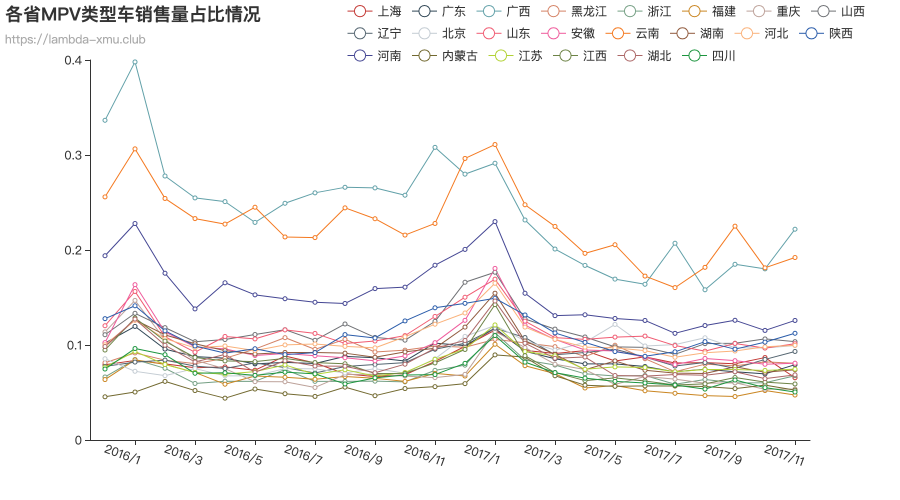 各省MPV类型车销售量占比情况
https://lambda-xmu.club
上海 广东 广西 黑龙江 浙江 福建 重庆 山西
辽宁 北京 山东 安徽 云南 湖南 河北 陕西
河南 内蒙古 江苏 江西 湖北 四川
0.4
0.3
0.2
0.1
0
2016/1 2016/3 2016/5 2016/7 2016/9 2016/11 2017/1 2017/3 2017/5 2017/7 2017/9 2017/11